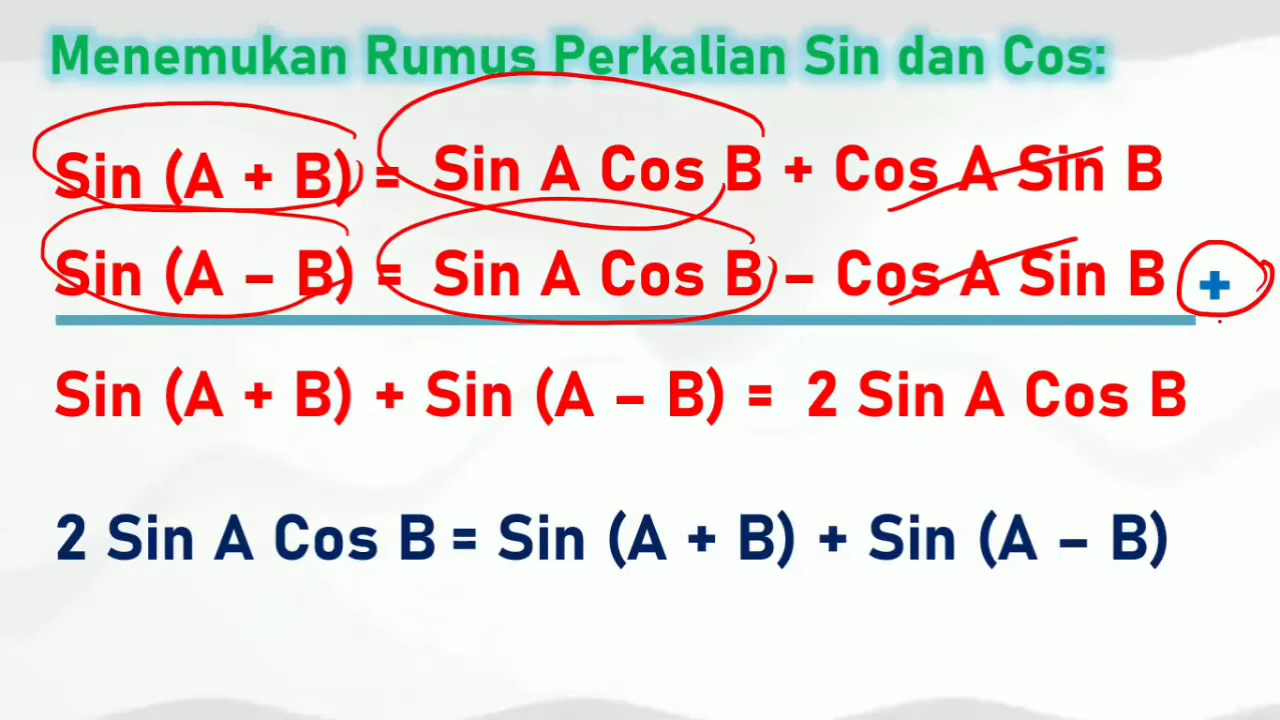 Menemukan Rumus Perkalian Sin dan Cos:
Sin (A + B) = Sin A Cos B + Cos A Sin B
Sin (A – B) = Sin A Cos B – Cos A Sin B +
Sin (A + B) + Sin (A – B) = 2 Sin A Cos B
2 Sin A Cos B = Sin (A + B) + Sin (A – B)